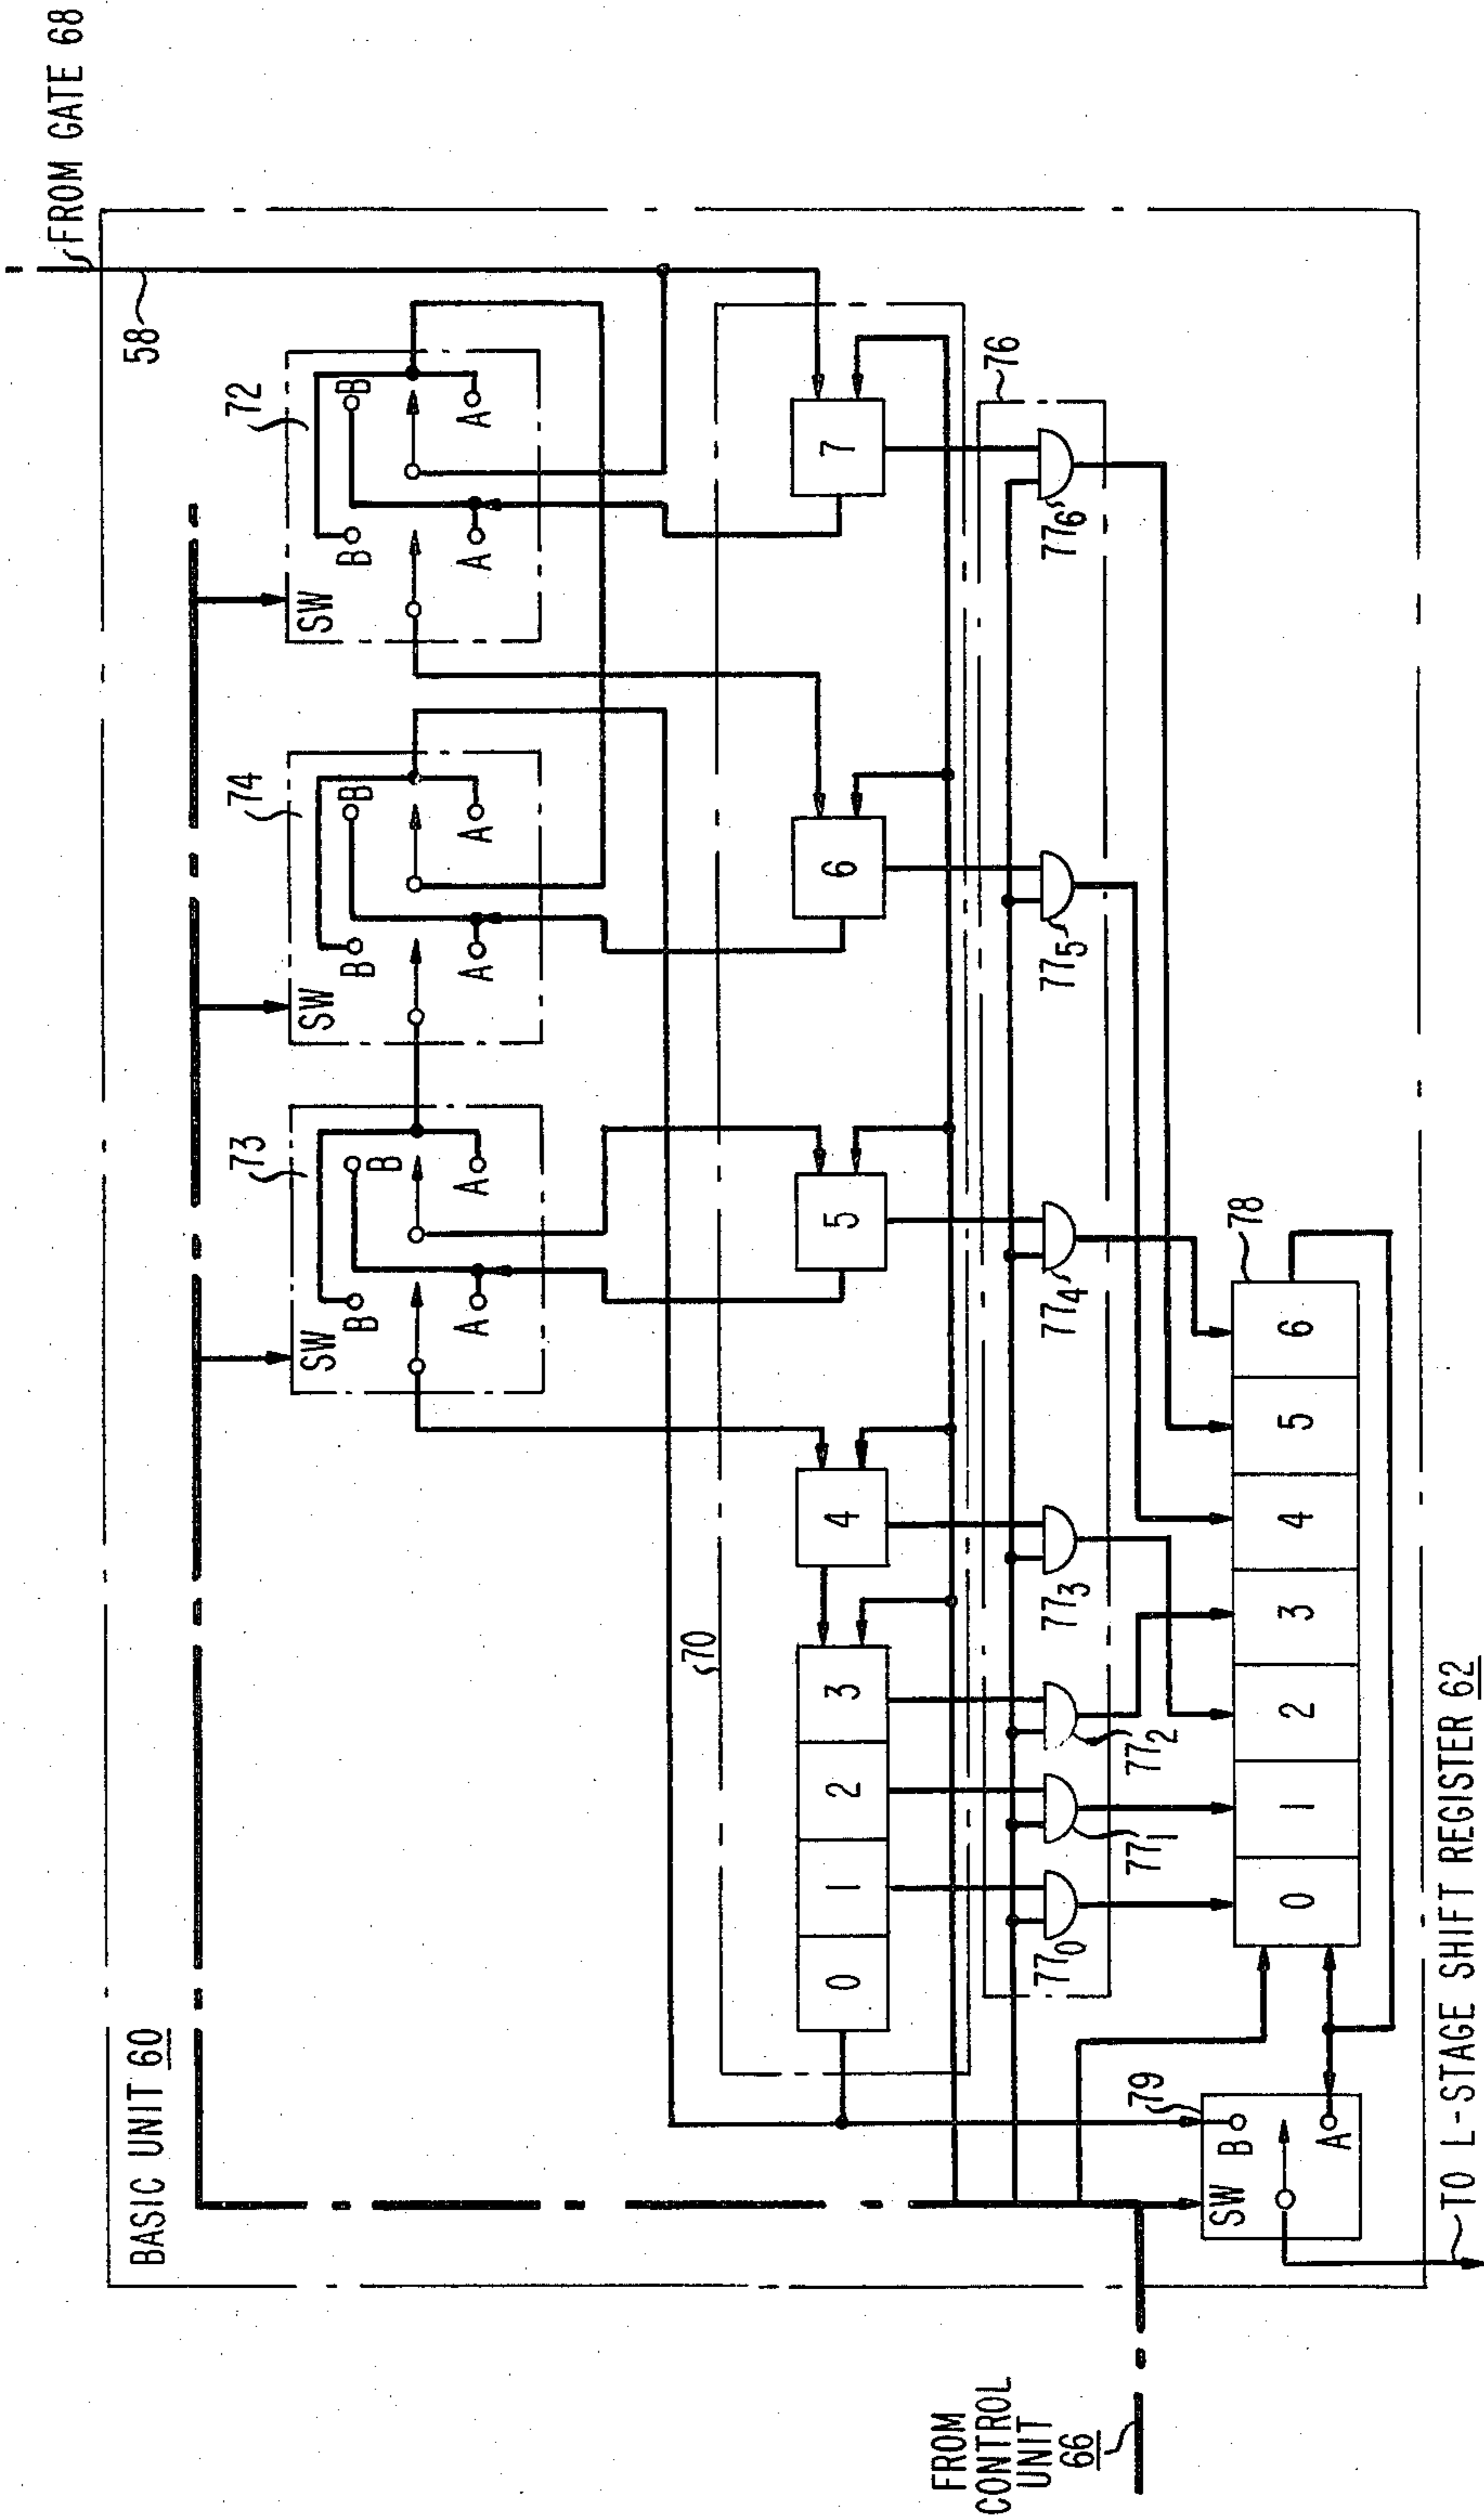 FROM GATE 68
58
BASIC UNIT 60
73
74
72
SW
B
B
A
A
SW
B
B
A
A
SW
B
B
A
A
70
0
1
2
3
4
5
6
7
76
77₀
77₁
77₂
77₃
77₄
77₅
77₆
78
0
1
2
3
4
5
6
79
SW
B
A
FROM
CONTROL
UNIT
66
TO L-STAGE SHIFT REGISTER 62